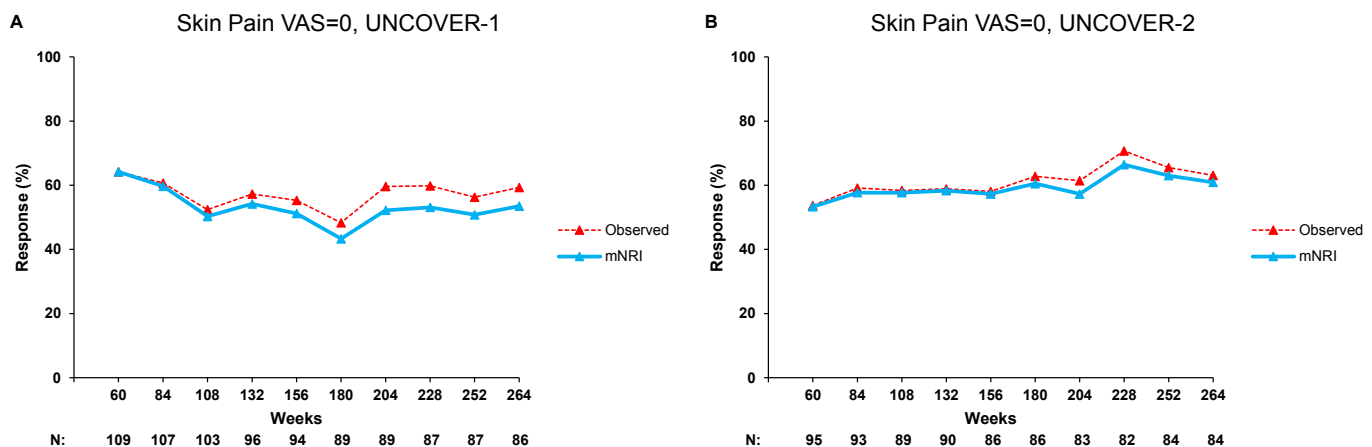 A Skin Pain VAS=0, UNCOVER-1
100
80
60
40
20
0
Response (%)
60 84 108 132 156 180 204 228 252 264
Weeks
N: 109 107 103 96 94 89 89 87 87 86
Observed
mNRI
B Skin Pain VAS=0, UNCOVER-2
100
80
60
40
20
0
Response (%)
60 84 108 132 156 180 204 228 252 264
Weeks
N: 95 93 89 90 86 86 83 82 84 84
Observed
mNRI